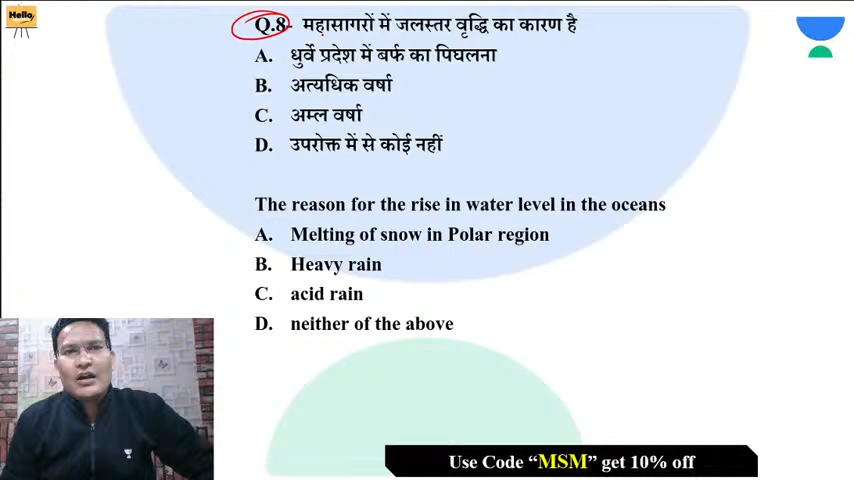 Hello
Q.8- महासागरों में जलस्तर वृद्धि का कारण है
A. धुर्वे प्रदेश में बर्फ का पिघलना
B. अत्यधिक वर्षा
C. अम्ल वर्षा
D. उपरोक्त में से कोई नहीं
The reason for the rise in water level in the oceans
A. Melting of snow in Polar region
B. Heavy rain
C. acid rain
D. neither of the above
Use Code “MSM” get 10% off